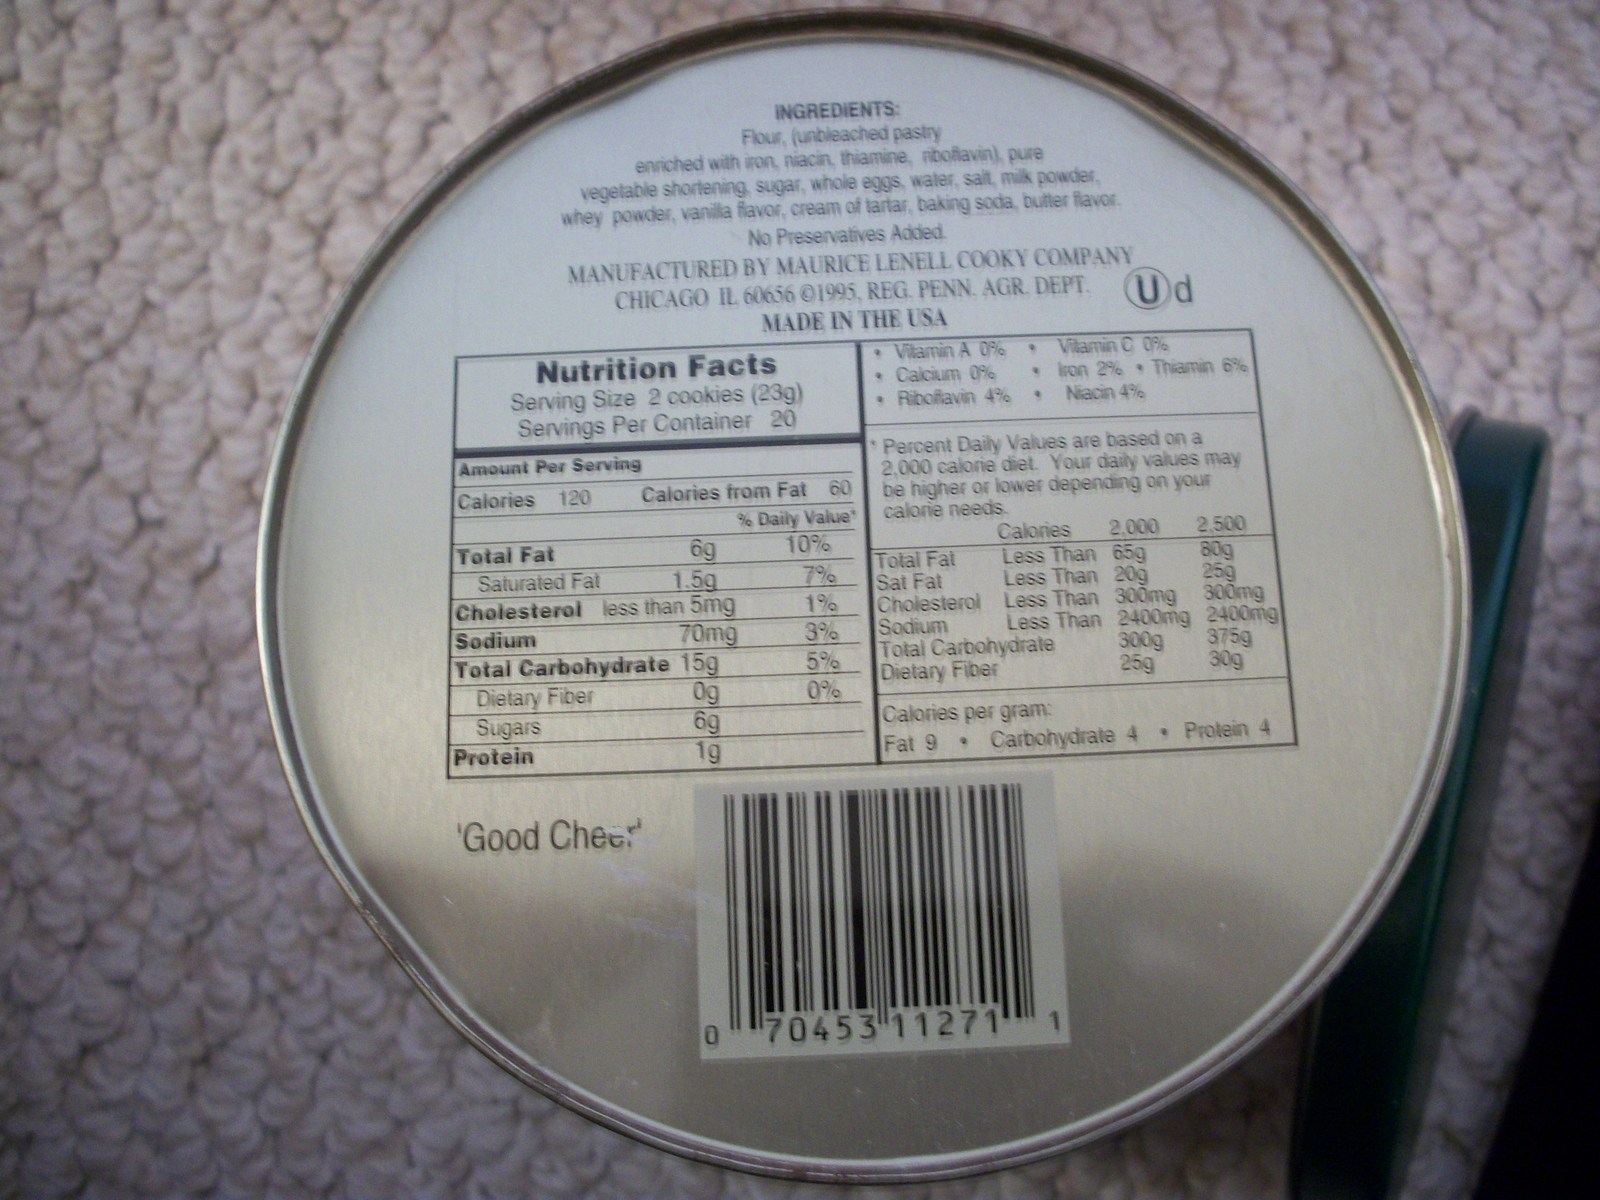 INGREDIENTS:
Flour, (unbleached pastry
enriched with iron, niacin, thiamine, riboflavin), pure
vegetable shortening, sugar, whole eggs, water, salt, milk powder,
whey powder, vanilla flavor, cream of tartar, baking soda, butter flavor.
No Preservatives Added.
MANUFACTURED BY MAURICE LENELL COOKY COMPANY
CHICAGO IL 60656 ©1995, REG. PENN. AGR. DEPT. Ⓤd
MADE IN THE USA
Nutrition Facts
Serving Size 2 cookies (23g)
Servings Per Container 20
Amount Per Serving
Calories 120 Calories from Fat 60
% Daily Value*
Total Fat 6g 10%
Saturated Fat 1.5g 7%
Cholesterol less than 5mg 1%
Sodium 70mg 3%
Total Carbohydrate 15g 5%
Dietary Fiber 0g 0%
Sugars 6g
Protein 1g
• Vitamin A 0% • Vitamin C 0%
• Calcium 0% • Iron 2% • Thiamin 6%
• Riboflavin 4% • Niacin 4%
* Percent Daily Values are based on a
2,000 calorie diet. Your daily values may
be higher or lower depending on your
calorie needs.
Calories 2,000 2,500
Total Fat Less Than 65g 80g
Sat Fat Less Than 20g 25g
Cholesterol Less Than 300mg 300mg
Sodium Less Than 2400mg 2400mg
Total Carbohydrate 300g 375g
Dietary Fiber 25g 30g
Calories per gram:
Fat 9 • Carbohydrate 4 • Protein 4
'Good Cheer'
0 70453 11271 1